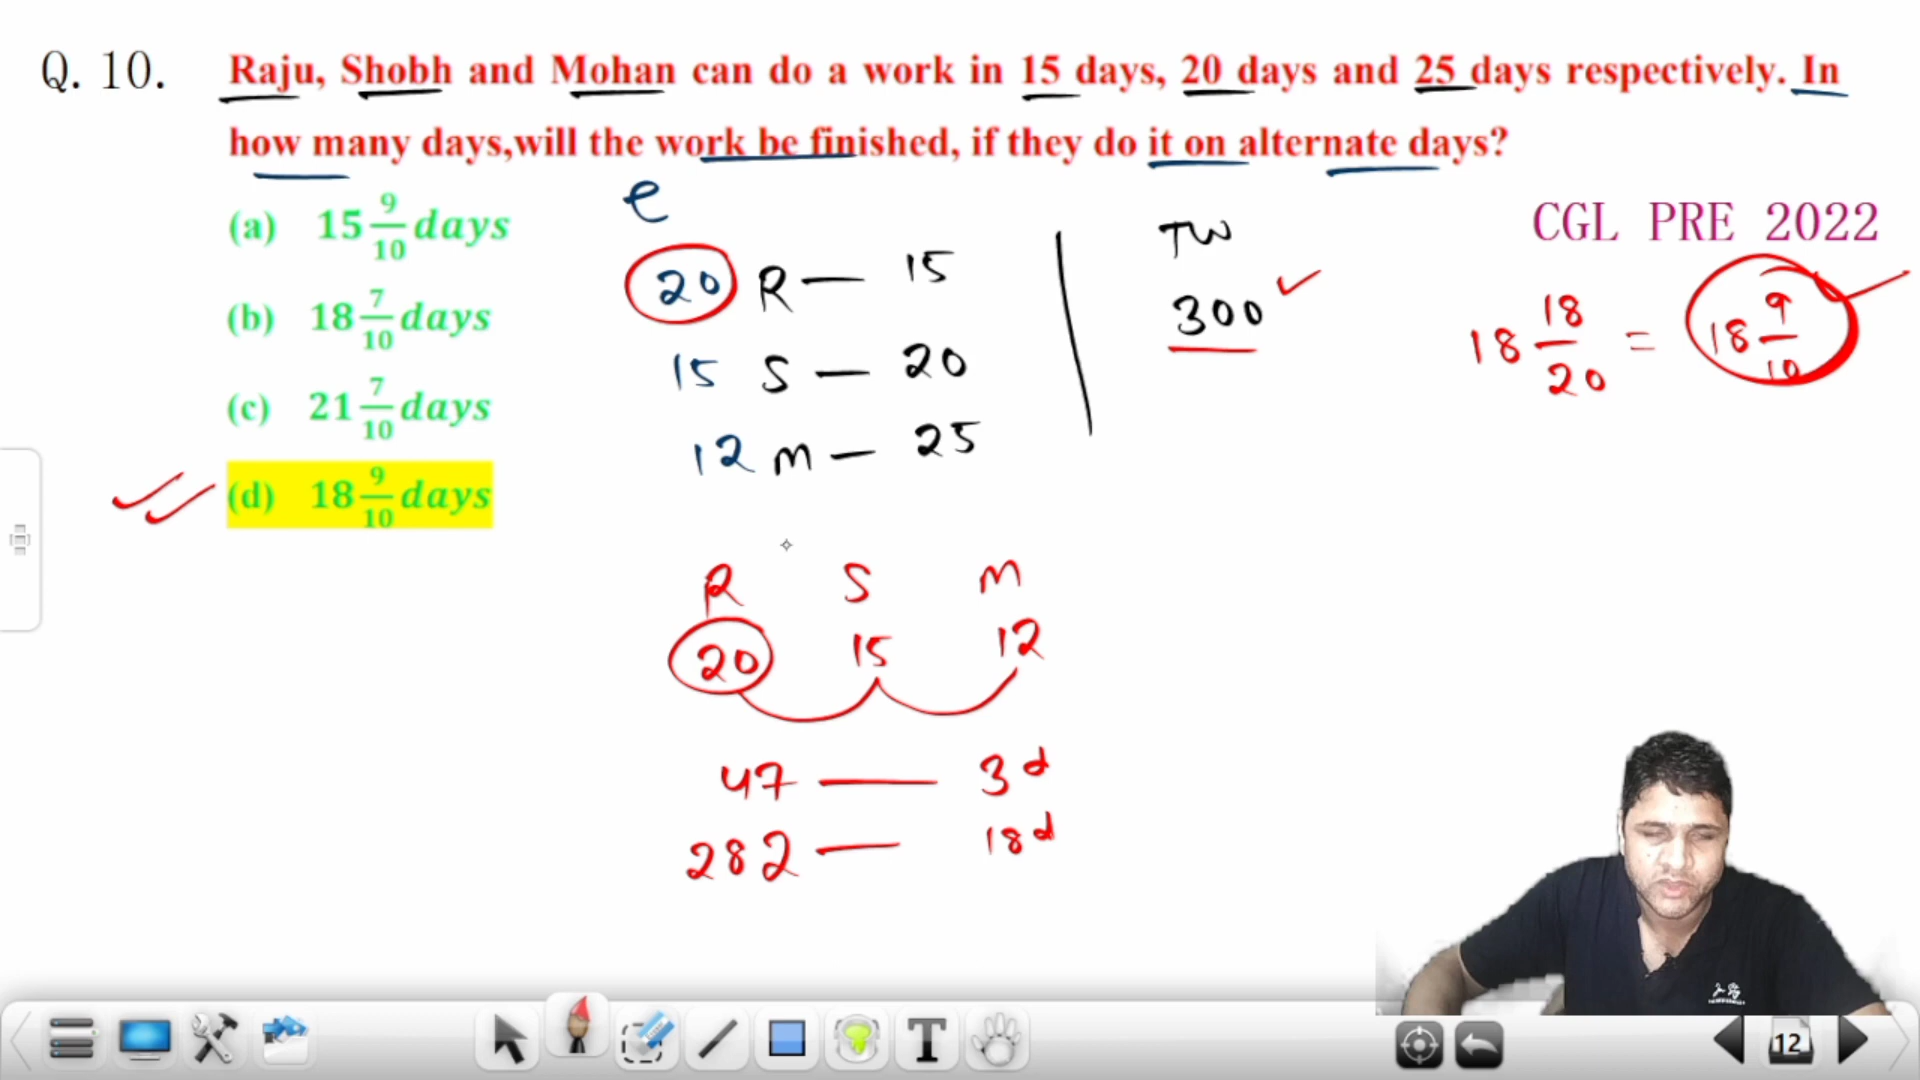 Q. 10. Raju, Shobh and Mohan can do a work in 15 days, 20 days and 25 days respectively. In
how many days,will the work be finished, if they do it on alternate days?
(a) 15 9/10 days
(b) 18 7/10 days
(c) 21 7/10 days
(d) 18 9/10 days
e
20 R — 15
15 S — 20
12 M — 25
TW
300
CGL PRE 2022
18 18/20 = 18 9/10
R S M
20 15 12
47 — 3d
282 — 18d
T
12